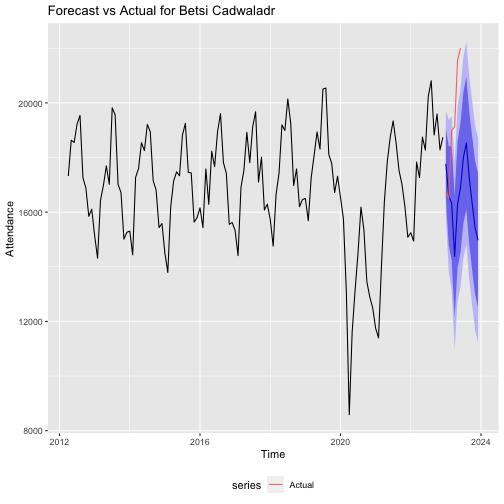 Forecast vs Actual for Betsi Cadwaladr
20000
16000
12000
8000
Attendance
2012
2016
2020
2024
Time
series
Actual